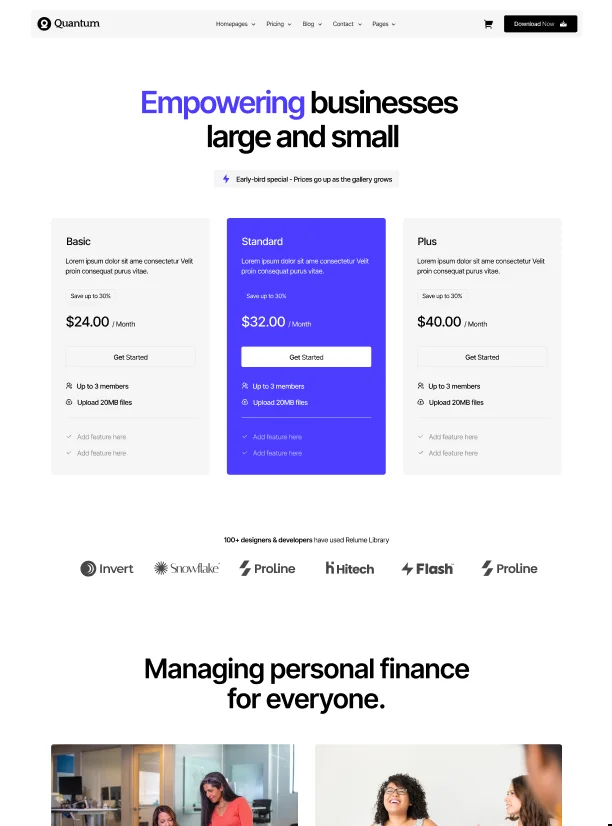 Quantum
Homepages
Pricing
Blog
Contact
Pages
Download Now
Empowering businesses
large and small
Early-bird special - Prices go up as the gallery grows
Basic
Lorem ipsum dolor sit ame consectetur Velit
proin consequat purus vitae.
Save up to 30%
$24.00 / Month
Get Started
Up to 3 members
Upload 20MB files
Add feature here
Add feature here
Standard
Lorem ipsum dolor sit ame consectetur Velit
proin consequat purus vitae.
Save up to 30%
$32.00 / Month
Get Started
Up to 3 members
Upload 20MB files
Add feature here
Add feature here
Plus
Lorem ipsum dolor sit ame consectetur Velit
proin consequat purus vitae.
Save up to 30%
$40.00 / Month
Get Started
Up to 3 members
Upload 20MB files
Add feature here
Add feature here
100+ designers & developers have used Relume Library
Invert
Snowflake
Proline
Hitech
Flash
Proline
Managing personal finance
for everyone.